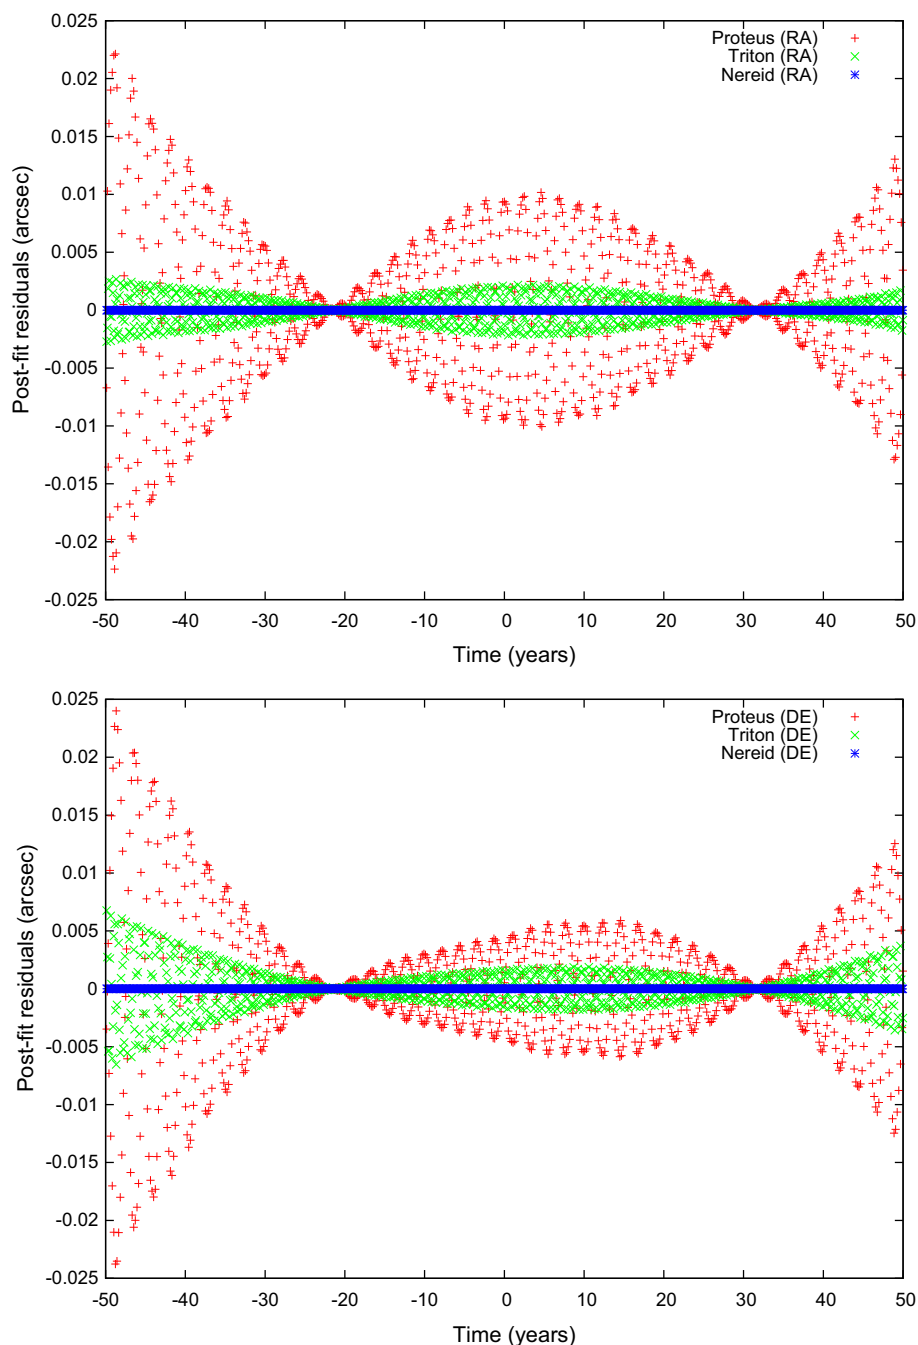 0.025
0.02
0.015
0.01
0.005
0
-0.005
-0.01
-0.015
-0.02
-0.025
Post-fit residuals (arcsec)
Proteus (RA)
Triton (RA)
Nereid (RA)
-50 -40 -30 -20 -10 0 10 20 30 40 50
Time (years)
0.025
0.02
0.015
0.01
0.005
0
-0.005
-0.01
-0.015
-0.02
-0.025
Post-fit residuals (arcsec)
Proteus (DE)
Triton (DE)
Nereid (DE)
-50 -40 -30 -20 -10 0 10 20 30 40 50
Time (years)